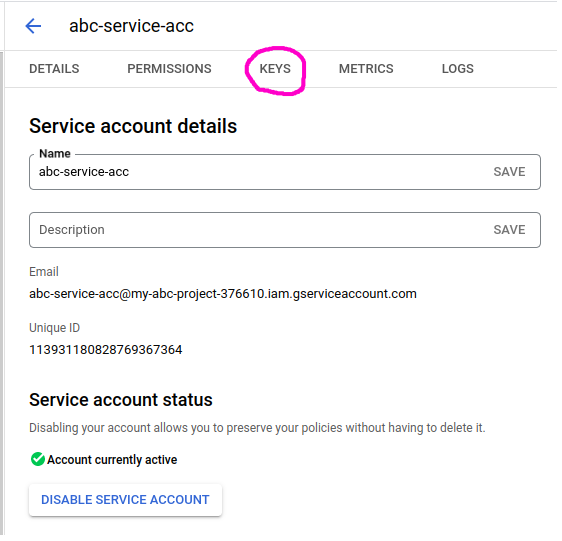 abc-service-acc
DETAILS PERMISSIONS KEYS METRICS LOGS
Service account details
Name
abc-service-acc SAVE
Description SAVE
Email
abc-service-acc@my-abc-project-376610.iam.gserviceaccount.com
Unique ID
113931180828769367364
Service account status
Disabling your account allows you to preserve your policies without having to delete it.
Account currently active
DISABLE SERVICE ACCOUNT